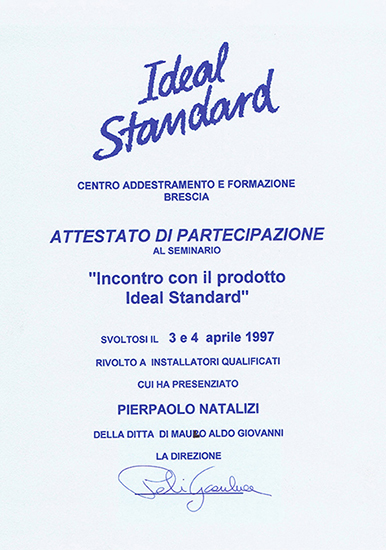 Ideal
Standard
CENTRO ADDESTRAMENTO E FORMAZIONE
BRESCIA
ATTESTATO DI PARTECIPAZIONE
AL SEMINARIO
"Incontro con il prodotto
Ideal Standard"
SVOLTOSI IL 3 e 4 aprile 1997
RIVOLTO A INSTALLATORI QUALIFICATI
CUI HA PRESENZIATO
PIERPAOLO NATALIZI
DELLA DITTA DI ALDO GIOVANNI
LA DIREZIONE